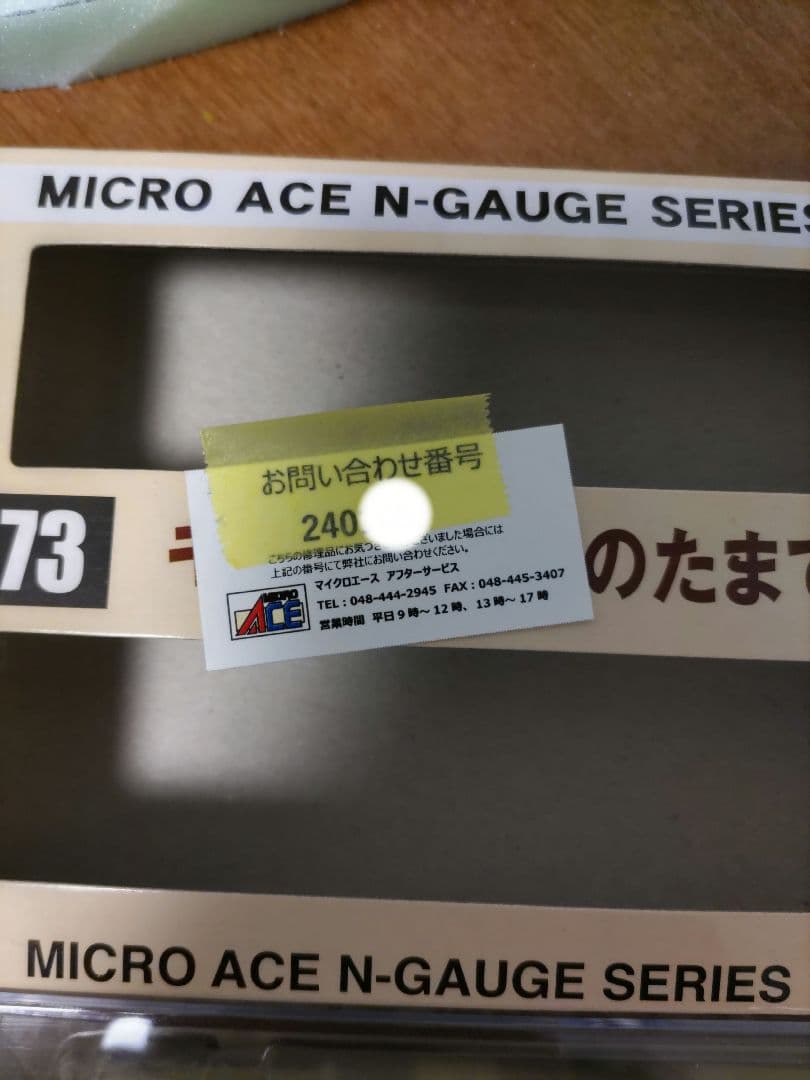 MICRO ACE N-GAUGE SERIES
お問い合わせ番号
240
上記の番号にて弊社にお問い合わせください。
マイクロエース アフターサービス
TEL:048-444-2945 FAX:048-445-3407
営業時間 平日9時~12時、13時~17時
MICRO ACE
73
のたまて
MICRO ACE N-GAUGE SERIES